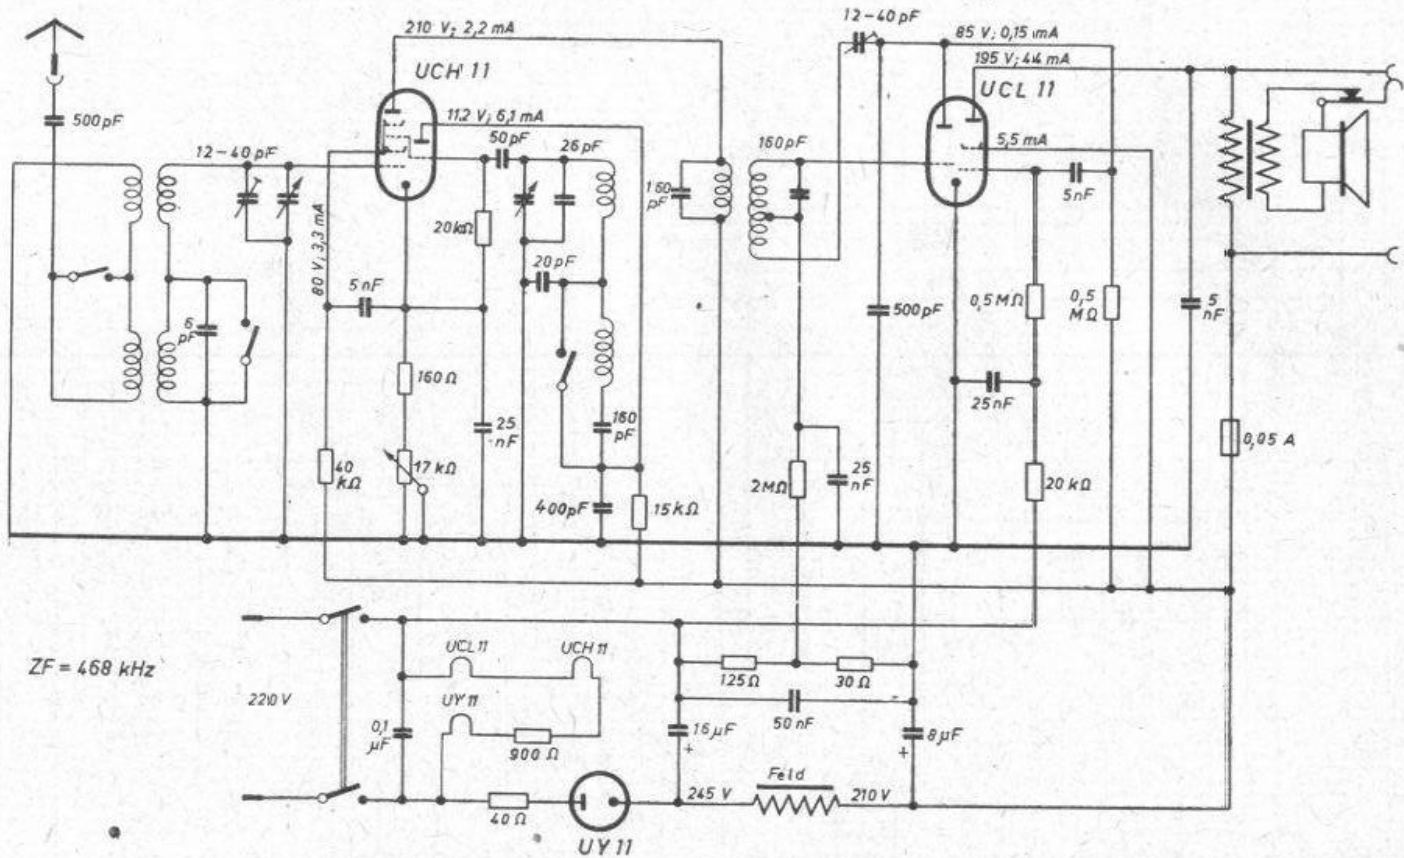 210 V; 2,2 mA
12-40 pF
85 V; 0,15 mA
195 V; 44 mA
UCH 11
UCL 11
112 V; 6,1 mA
500 pF
5,5 mA
50 pF
26 pF
160 pF
12-40 pF
5 nF
160 pF
80 V; 3,3 mA
20 kΩ
20 pF
5 nF
6 pF
500 pF
0,5 MΩ
0,5 MΩ
5 nF
160 Ω
25 nF
25 nF
160 pF
0,05 A
40 kΩ
17 kΩ
2 MΩ
25 nF
20 kΩ
400 pF
15 kΩ
ZF = 468 kHz
220 V
UCL 11
UCH 11
125 Ω
30 Ω
UY 11
0,1 µF
900 Ω
16 µF
+
50 nF
8 µF
+
Feld
245 V
210 V
40 Ω
UY 11